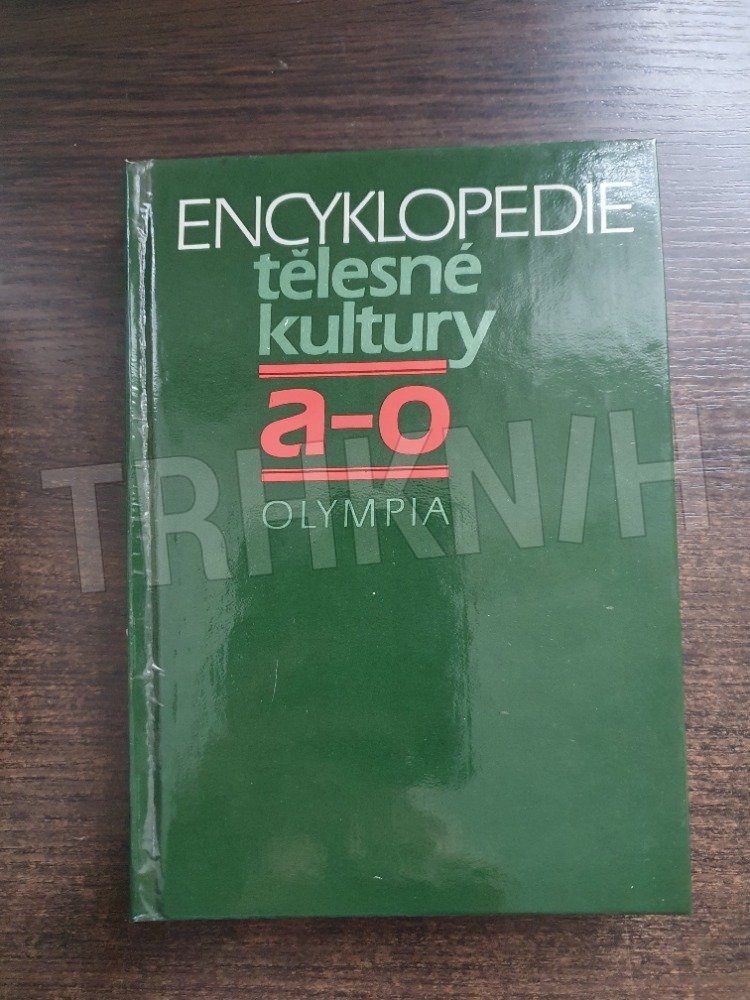 ENCYKLOPEDIE
tělesné
kultury
a-o
TRHKNIH
OLYMPIA